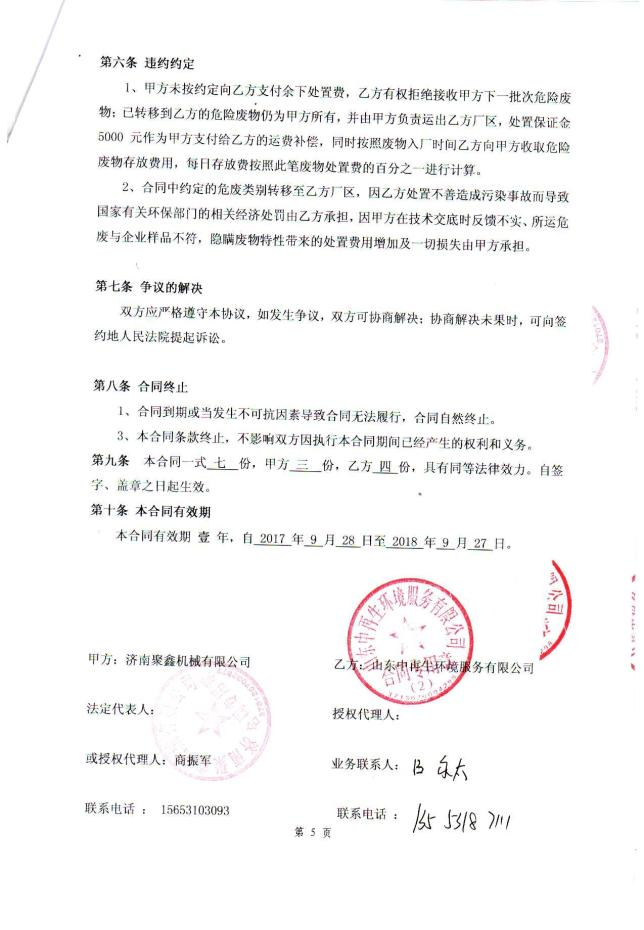 第六条 违约约定
1、甲方未按约定向乙方支付余下处置费，乙方有权拒绝接收甲方下一批次危险废
物；已转移到乙方的危险废物仍为甲方所有，并由甲方负责运出乙方厂区，处置保证金
5000 元作为甲方支付给乙方的运费补偿，同时按照废物入厂时间乙方向甲方收取危险
废物存放费用，每日存放费按照此笔废物处置费的百分之一进行计算。
2、合同中约定的危废类别转移至乙方厂区，因乙方处置不善造成污染事故而导致
国家有关环保部门的相关经济处罚由乙方承担，因甲方在技术交底时反馈不实、所运危
废与企业样品不符，隐瞒废物特性带来的处置费用增加及一切损失由甲方承担。
第七条 争议的解决
双方应严格遵守本协议，如发生争议，双方可协商解决；协商解决未果时，可向签
约地人民法院提起诉讼。
第八条 合同终止
1、合同到期或当发生不可抗因素导致合同无法履行，合同自然终止。
3、本合同条款终止，不影响双方因执行本合同期间已经产生的权利和义务。
第九条 本合同一式 七 份，甲方 三 份，乙方 四 份，具有同等法律效力。自签
字、盖章之日起生效。
第十条 本合同有效期
本合同有效期 壹 年，自 2017 年 9 月 28 日至 2018 年 9 月 27 日。
山东中再生环境服务有限公司
合同专用章
（2）
公司
甲方：济南聚鑫机械有限公司
乙方：山东中再生环境服务有限公司
法定代表人：
授权代理人：
或授权代理人：商振军
业务联系人：
联系电话 ： 15653103093
联系电话 ： 135 5318 7111
第 5 页